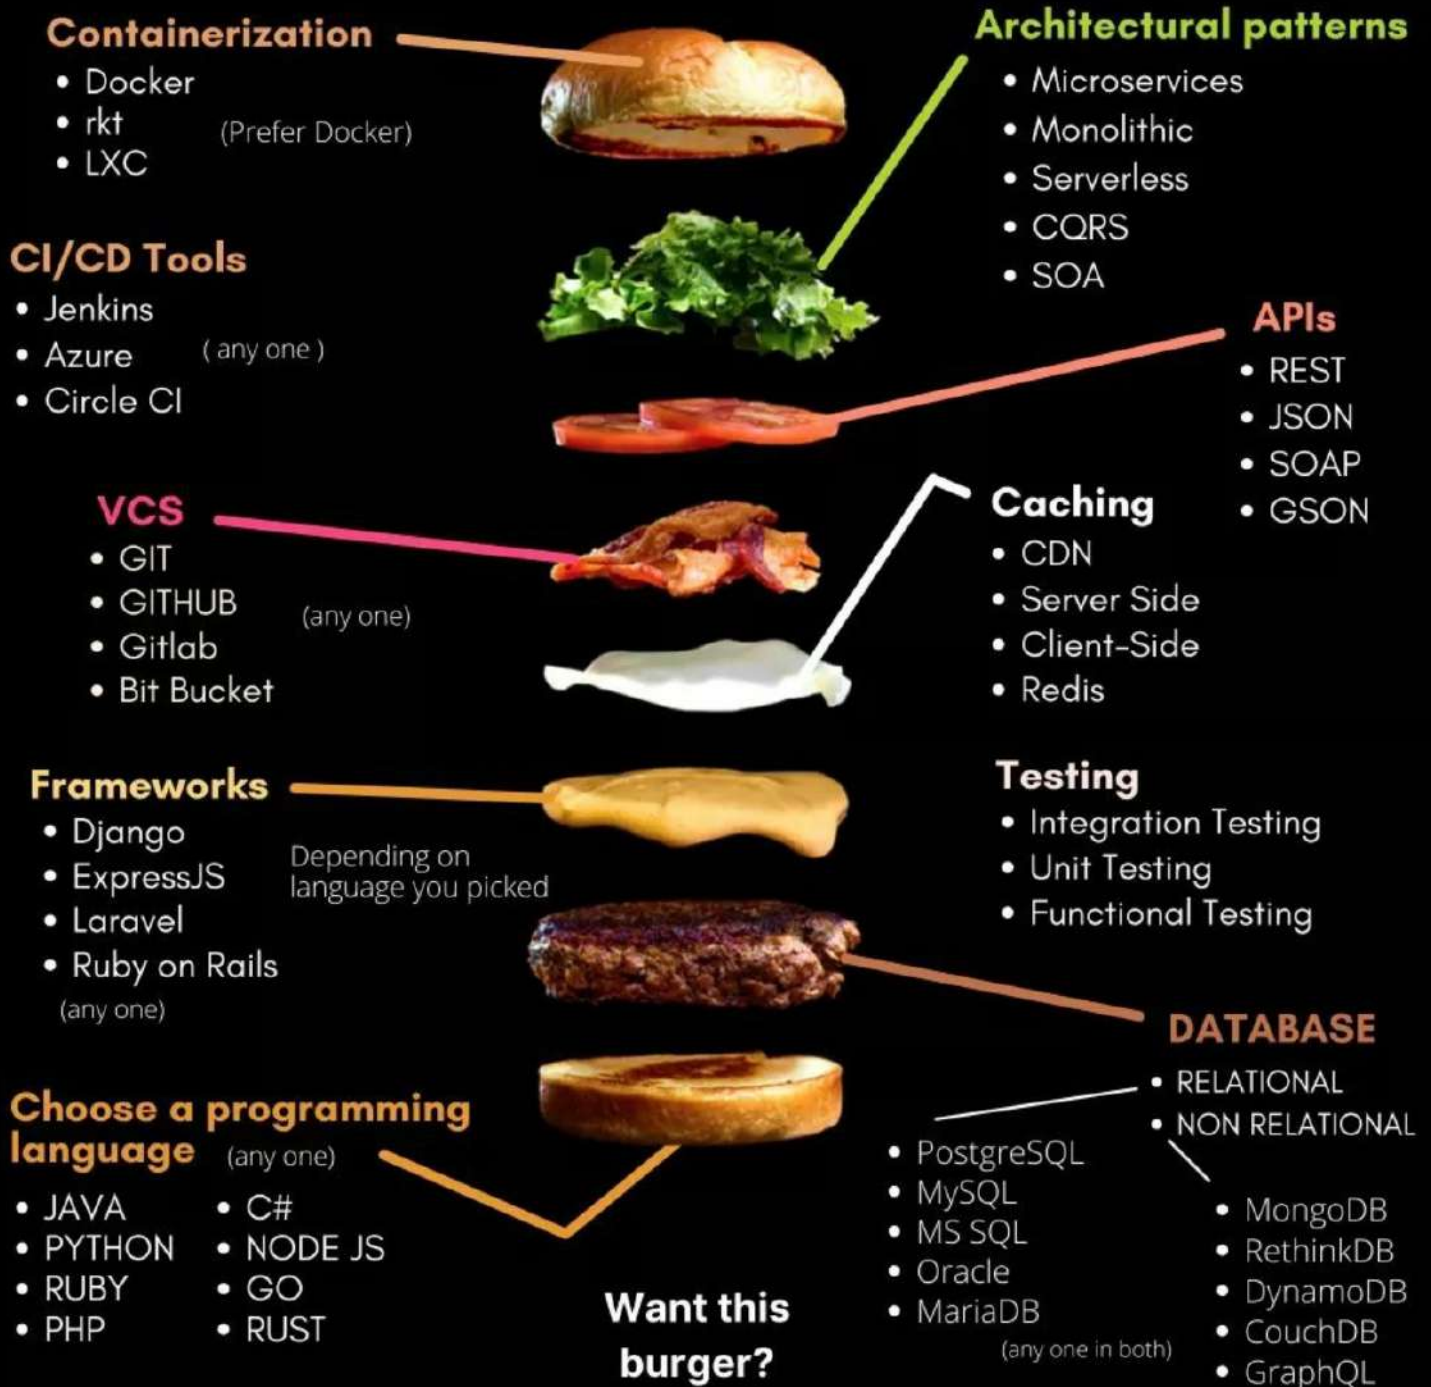 Containerization
• Docker
• rkt
(Prefer Docker)
• LXC
Architectural patterns
• Microservices
• Monolithic
• Serverless
• CQRS
• SOA
CI/CD Tools
• Jenkins
• Azure
( any one )
• Circle CI
APIs
• REST
• JSON
• SOAP
• GSON
VCS
• GIT
• GITHUB
(any one)
• Gitlab
• Bit Bucket
Caching
• CDN
• Server Side
• Client-Side
• Redis
Frameworks
• Django
• ExpressJS
• Laravel
• Ruby on Rails
(any one)
Depending on
language you picked
Testing
• Integration Testing
• Unit Testing
• Functional Testing
DATABASE
• RELATIONAL
• NON RELATIONAL
• PostgreSQL
• MySQL
• MS SQL
• Oracle
• MariaDB
(any one in both)
• MongoDB
• RethinkDB
• DynamoDB
• CouchDB
• GraphQL
Choose a programming
language (any one)
• JAVA
• PYTHON
• RUBY
• PHP
• C#
• NODE JS
• GO
• RUST
Want this
burger?